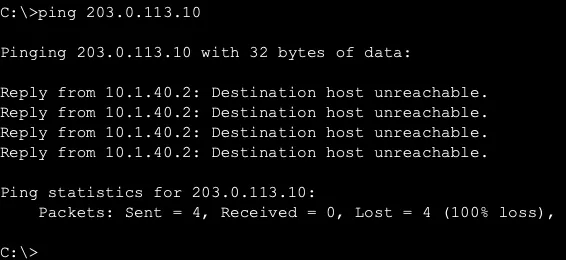 C:\>ping 203.0.113.10
Pinging 203.0.113.10 with 32 bytes of data:
Reply from 10.1.40.2: Destination host unreachable.
Reply from 10.1.40.2: Destination host unreachable.
Reply from 10.1.40.2: Destination host unreachable.
Reply from 10.1.40.2: Destination host unreachable.
Ping statistics for 203.0.113.10:
    Packets: Sent = 4, Received = 0, Lost = 4 (100% loss),
C:\>